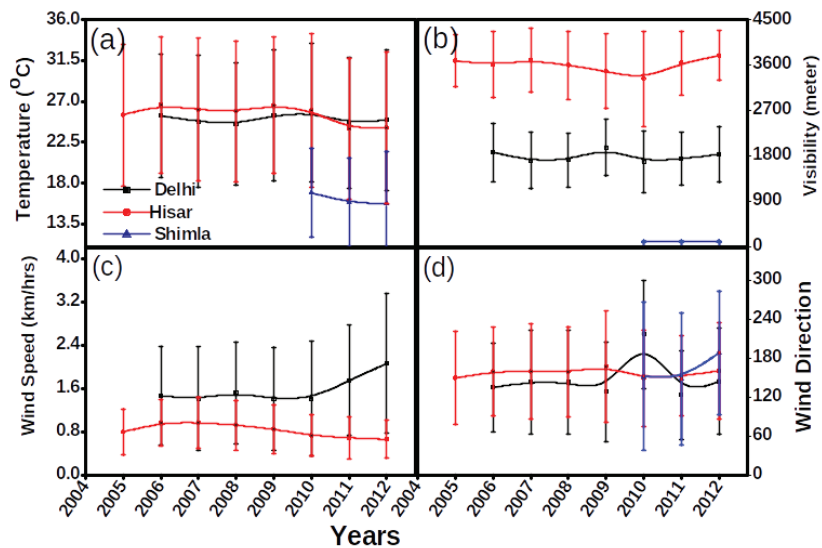 (a)
(b)
(c)
(d)
Temperature (°C)
36.0
31.5
27.0
22.5
18.0
13.5
Delhi
Hisar
Shimla
Visibility (meter)
4500
3600
2700
1800
900
0
Wind Speed (km/hrs)
4.0
3.2
2.4
1.6
0.8
0.0
Wind Direction
300
240
180
120
60
0
2004 2005 2006 2007 2008 2009 2010 2011 2012 2004 2005 2006 2007 2008 2009 2010 2011 2012
Years